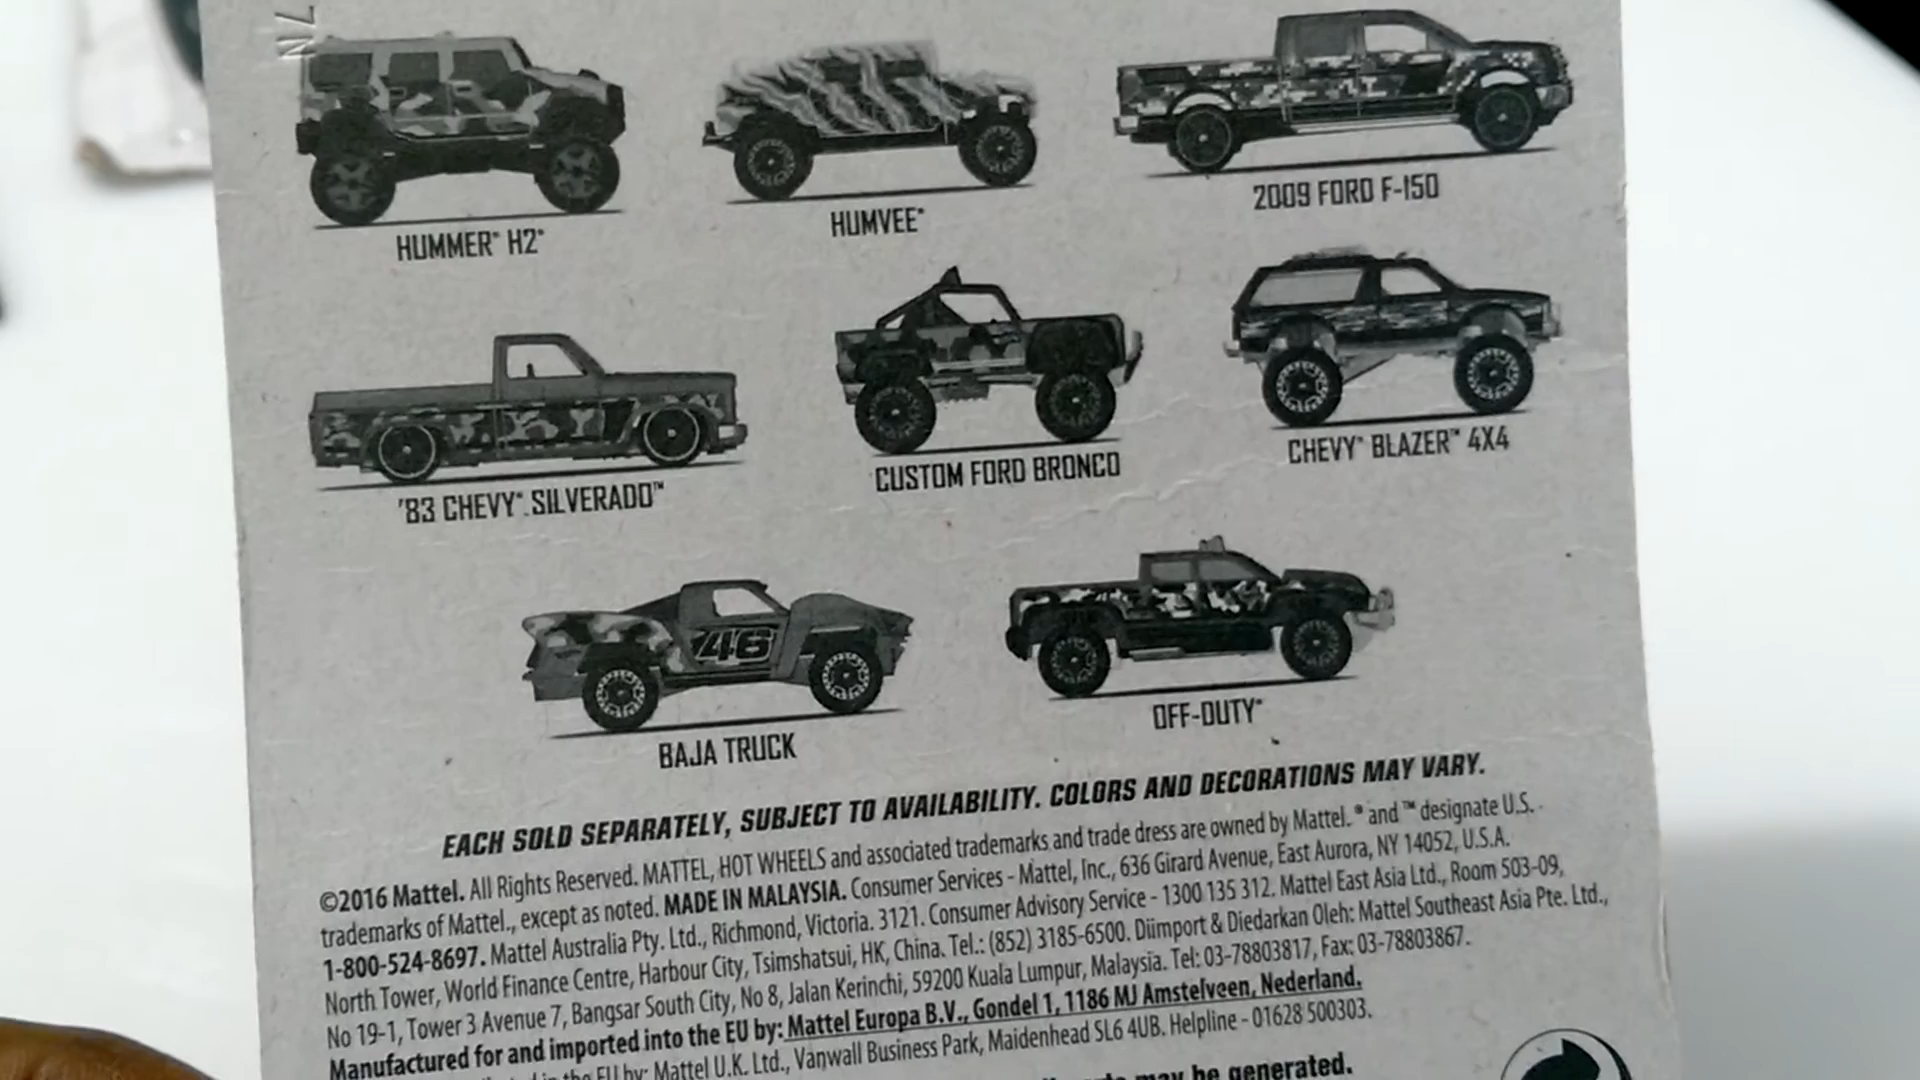 NL
HUMMER® H2®
HUMVEE®
2009 FORD F-150
'83 CHEVY® SILVERADO™
CUSTOM FORD BRONCO
CHEVY® BLAZER™ 4X4
46
BAJA TRUCK
OFF-DUTY®
EACH SOLD SEPARATELY, SUBJECT TO AVAILABILITY. COLORS AND DECORATIONS MAY VARY.
©2016 Mattel. All Rights Reserved. MATTEL, HOT WHEELS and associated trademarks and trade dress are owned by Mattel. ® and ™ designate U.S.
trademarks of Mattel., except as noted. MADE IN MALAYSIA. Consumer Services - Mattel, Inc., 636 Girard Avenue, East Aurora, NY 14052, U.S.A.
1-800-524-8697. Mattel Australia Pty. Ltd., Richmond, Victoria. 3121. Consumer Advisory Service - 1300 135 312. Mattel East Asia Ltd., Room 503-09,
North Tower, World Finance Centre, Harbour City, Tsimshatsui, HK, China. Tel.: (852) 3185-6500. Diimport & Diedarkan Oleh: Mattel Southeast Asia Pte. Ltd.,
No 19-1, Tower 3 Avenue 7, Bangsar South City, No 8, Jalan Kerinchi, 59200 Kuala Lumpur, Malaysia. Tel: 03-78803817, Fax: 03-78803867.
Manufactured for and imported into the EU by: Mattel Europa B.V., Gondel 1, 1186 MJ Amstelveen, Nederland.
in the EU by: Mattel U.K. Ltd., Vanwall Business Park, Maidenhead SL6 4UB. Helpline - 01628 500303.
may be generated.